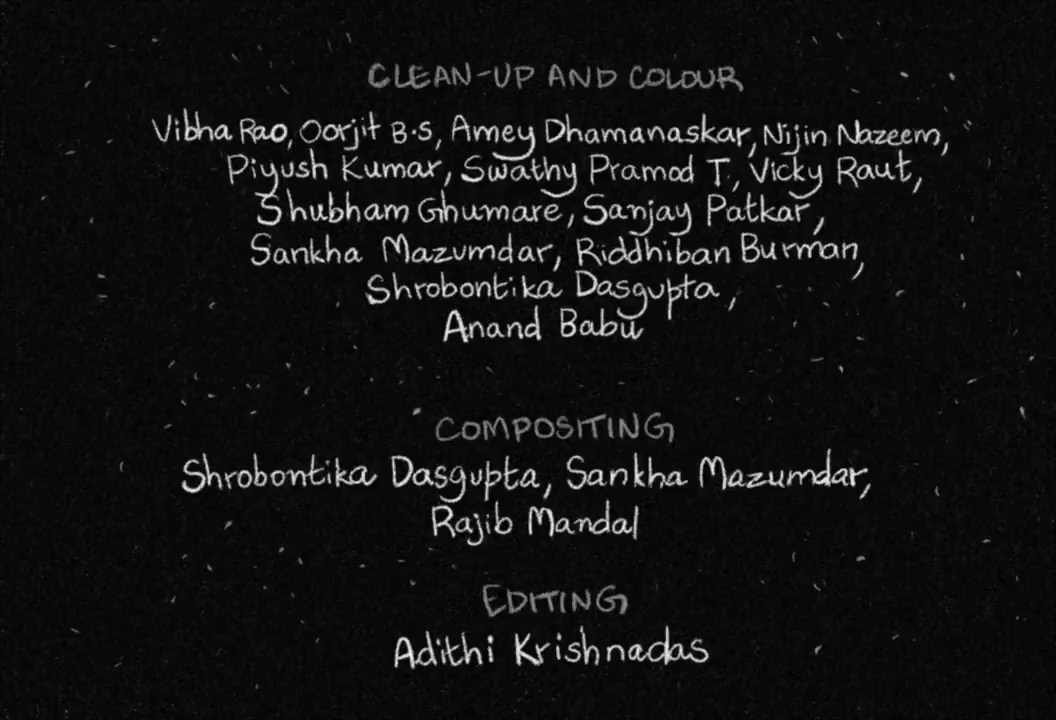 CLEAN-UP AND COLOUR
Vibha Rao, Oorjit B.S, Amey Dhamanaskar, Nijin Nazeem,
Piyush Kumar, Swathy Pramod T, Vicky Raut,
Shubham Ghumare, Sanjay Patkar,
Sankha Mazumdar, Riddhiban Burman,
Shrobontika Dasgupta,
Anand Babu
COMPOSITING
Shrobontika Dasgupta, Sankha Mazumdar,
Rajib Mandal
EDITING
Adithi Krishnadas